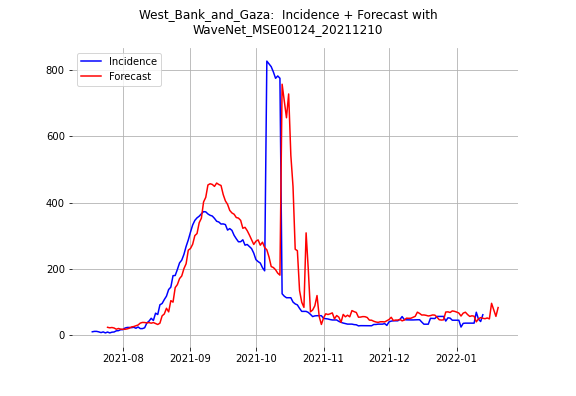 West_Bank_and_Gaza:  Incidence + Forecast with
WaveNet_MSE00124_20211210
Incidence
Forecast
800
600
400
200
0
2021-08 2021-09 2021-10 2021-11 2021-12 2022-01